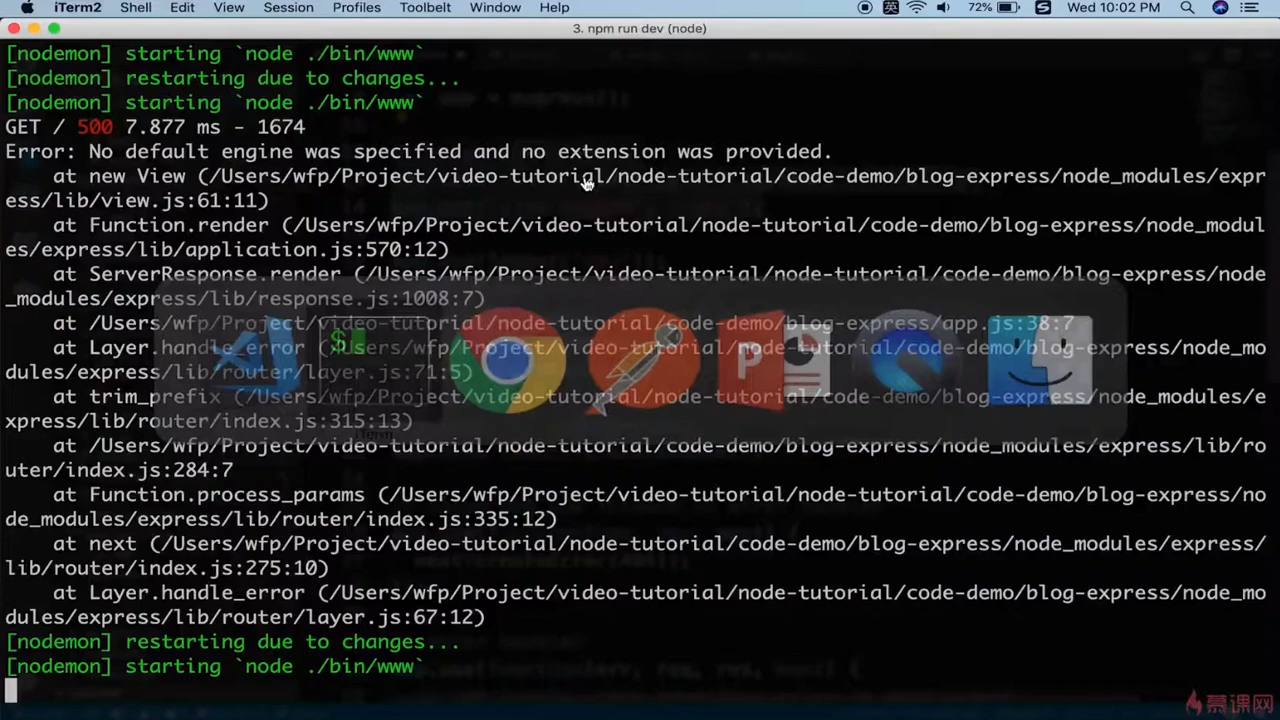 iTerm2 Shell Edit View Session Profiles Toolbelt Window Help 英 72% S Wed 10:02 PM
3. npm run dev (node)
[nodemon] starting `node ./bin/www`
[nodemon] restarting due to changes...
[nodemon] starting `node ./bin/www`
GET / 500 7.877 ms - 1674
Error: No default engine was specified and no extension was provided.
    at new View (/Users/wfp/Project/video-tutorial/node-tutorial/code-demo/blog-express/node_modules/expr
ess/lib/view.js:61:11)
    at Function.render (/Users/wfp/Project/video-tutorial/node-tutorial/code-demo/blog-express/node_modul
es/express/lib/application.js:570:12)
    at ServerResponse.render (/Users/wfp/Project/video-tutorial/node-tutorial/code-demo/blog-express/node
_modules/express/lib/response.js:1008:7)
    at /Users/wfp/Project/video-tutorial/node-tutorial/code-demo/blog-express/app.js:38:7
    at Layer.handle_error (/Users/wfp/Project/video-tutorial/node-tutorial/code-demo/blog-express/node_mo
dules/express/lib/router/layer.js:71:5)
    at trim_prefix (/Users/wfp/Project/video-tutorial/node-tutorial/code-demo/blog-express/node_modules/e
xpress/lib/router/index.js:315:13)
    at /Users/wfp/Project/video-tutorial/node-tutorial/code-demo/blog-express/node_modules/express/lib/ro
uter/index.js:284:7
    at Function.process_params (/Users/wfp/Project/video-tutorial/node-tutorial/code-demo/blog-express/no
de_modules/express/lib/router/index.js:335:12)
    at next (/Users/wfp/Project/video-tutorial/node-tutorial/code-demo/blog-express/node_modules/express/
lib/router/index.js:275:10)
    at Layer.handle_error (/Users/wfp/Project/video-tutorial/node-tutorial/code-demo/blog-express/node_mo
dules/express/lib/router/layer.js:67:12)
[nodemon] restarting due to changes...
[nodemon] starting `node ./bin/www`
$
P
iTerm
慕课网